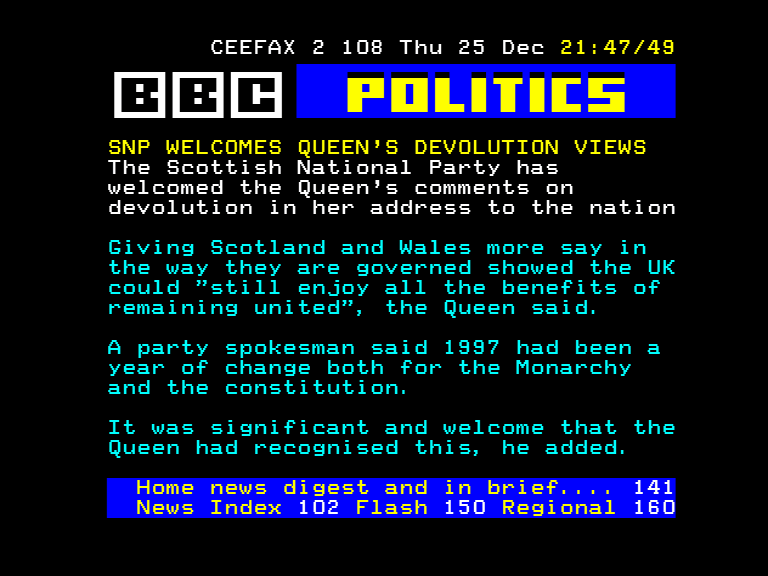 CEEFAX 2 108 Thu 25 Dec 21:47/49
BBC POLITICS
SNP WELCOMES QUEEN'S DEVOLUTION VIEWS
The Scottish National Party has
welcomed the Queen's comments on
devolution in her address to the nation
Giving Scotland and Wales more say in
the way they are governed showed the UK
could "still enjoy all the benefits of
remaining united", the Queen said.
A party spokesman said 1997 had been a
year of change both for the Monarchy
and the constitution.
It was significant and welcome that the
Queen had recognised this, he added.
Home news digest and in brief.... 141
News Index 102 Flash 150 Regional 160